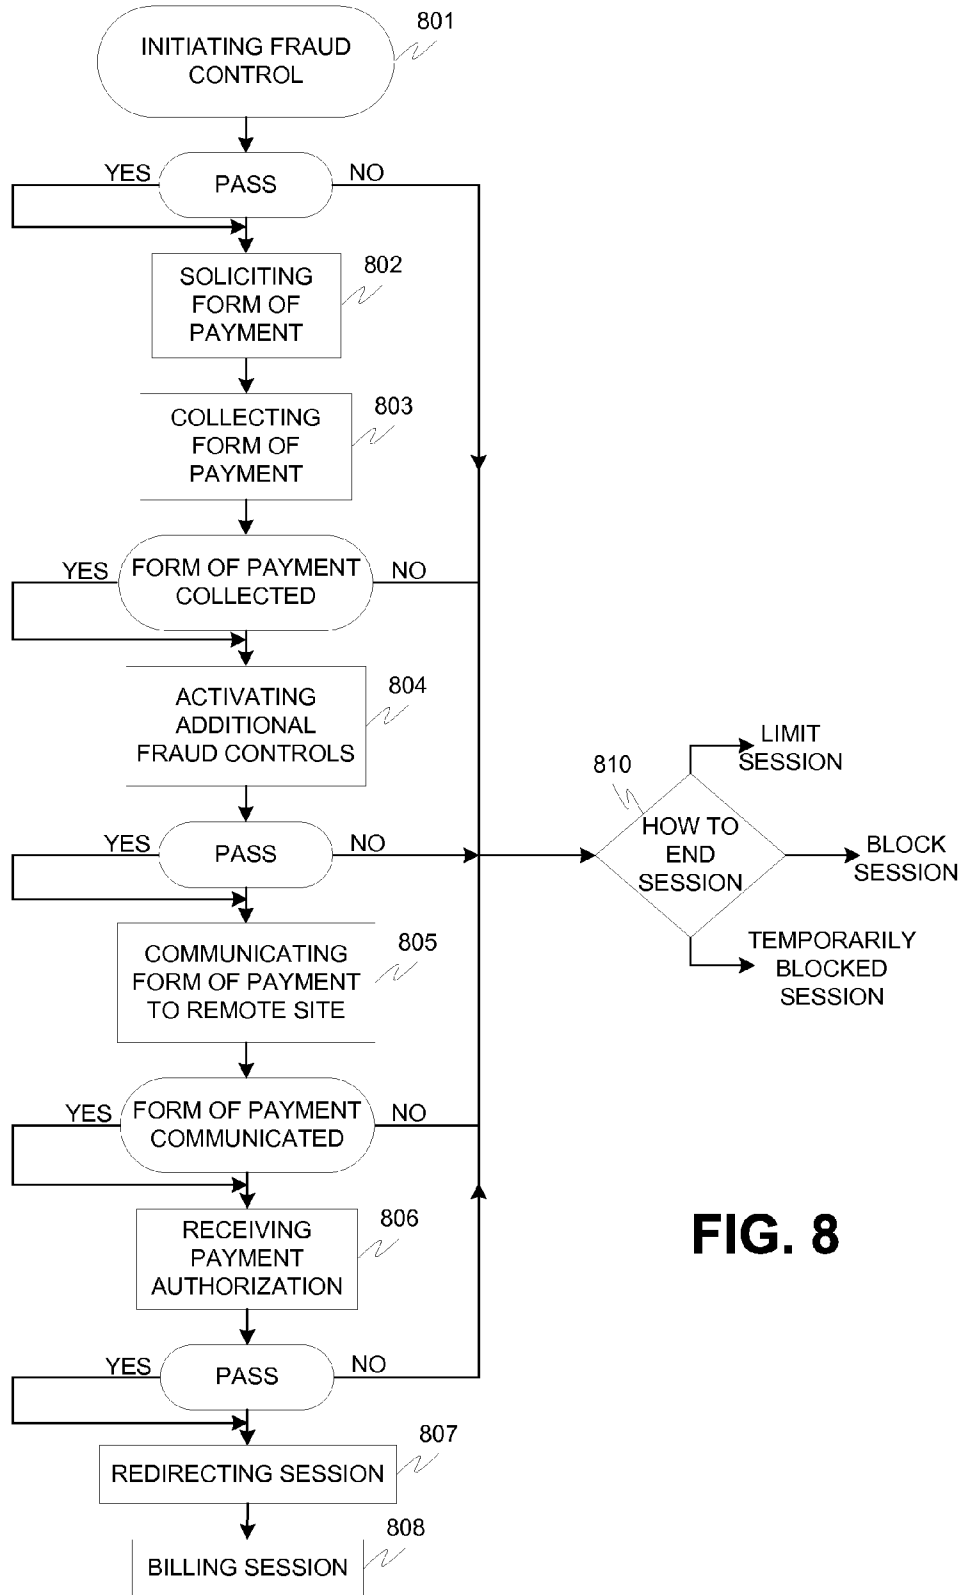 801
INITIATING FRAUD
CONTROL
YES
PASS
NO
802
SOLICITING
FORM OF
PAYMENT
803
COLLECTING
FORM OF
PAYMENT
YES
FORM OF PAYMENT
COLLECTED
NO
804
ACTIVATING
ADDITIONAL
FRAUD CONTROLS
YES
PASS
NO
805
COMMUNICATING
FORM OF PAYMENT
TO REMOTE SITE
YES
FORM OF PAYMENT
COMMUNICATED
NO
806
RECEIVING
PAYMENT
AUTHORIZATION
YES
PASS
NO
807
REDIRECTING SESSION
808
BILLING SESSION
810
HOW TO
END
SESSION
LIMIT
SESSION
BLOCK
SESSION
TEMPORARILY
BLOCKED
SESSION
FIG. 8